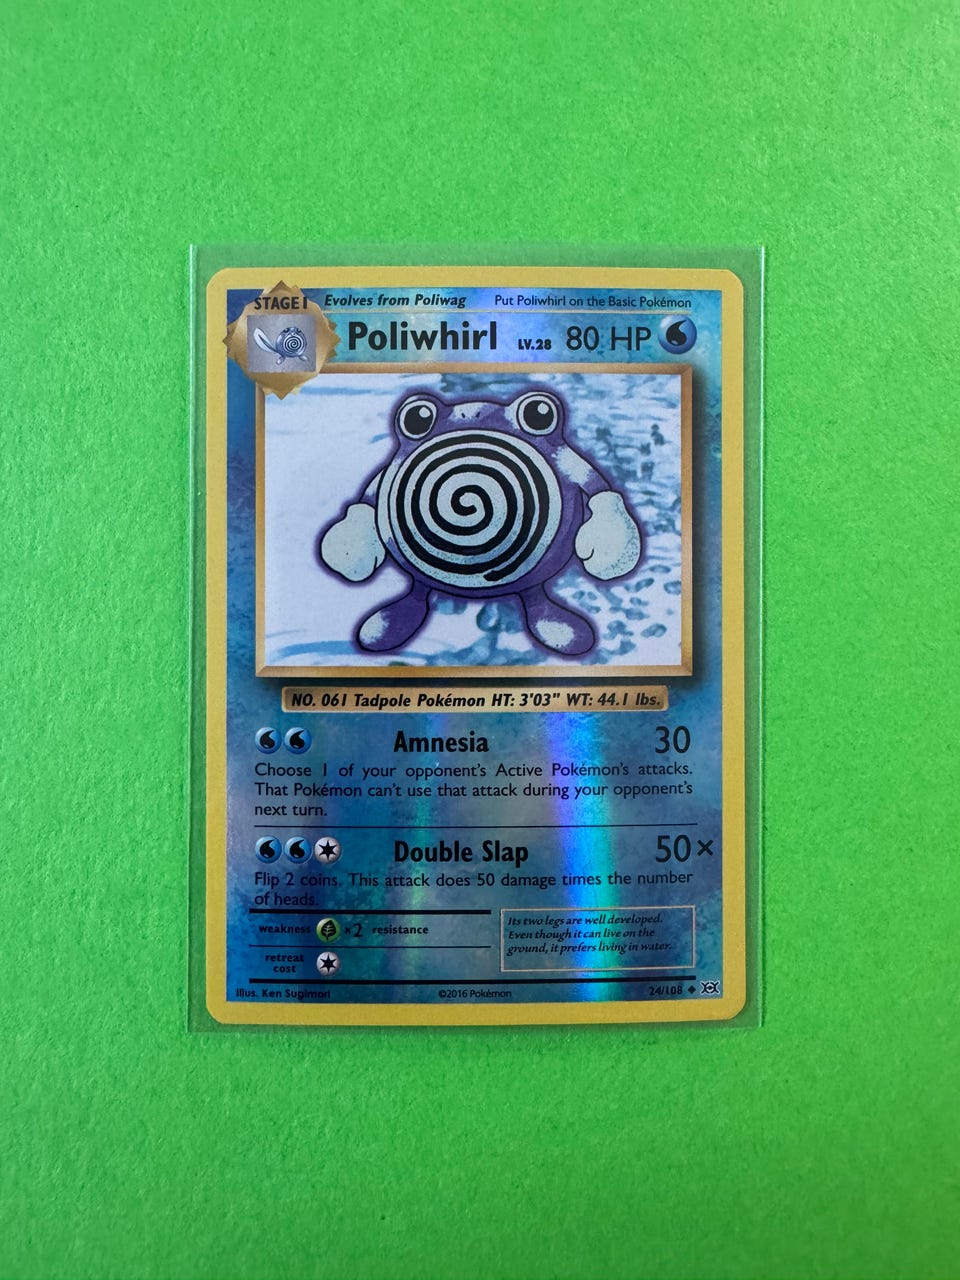 STAGE 1 Evolves from Poliwag Put Poliwhirl on the Basic Pokémon
Poliwhirl LV.28 80 HP
NO. 061 Tadpole Pokémon HT: 3'03" WT: 44.1 lbs.
Amnesia 30
Choose 1 of your opponent's Active Pokémon's attacks.
That Pokémon can't use that attack during your opponent's
next turn.
Double Slap 50×
Flip 2 coins. This attack does 50 damage times the number
of heads.
weakness ×2 resistance
retreat
cost
Its two legs are well developed.
Even though it can live on the
ground, it prefers living in water.
Illus. Ken Sugimori ©2016 Pokémon 24/108